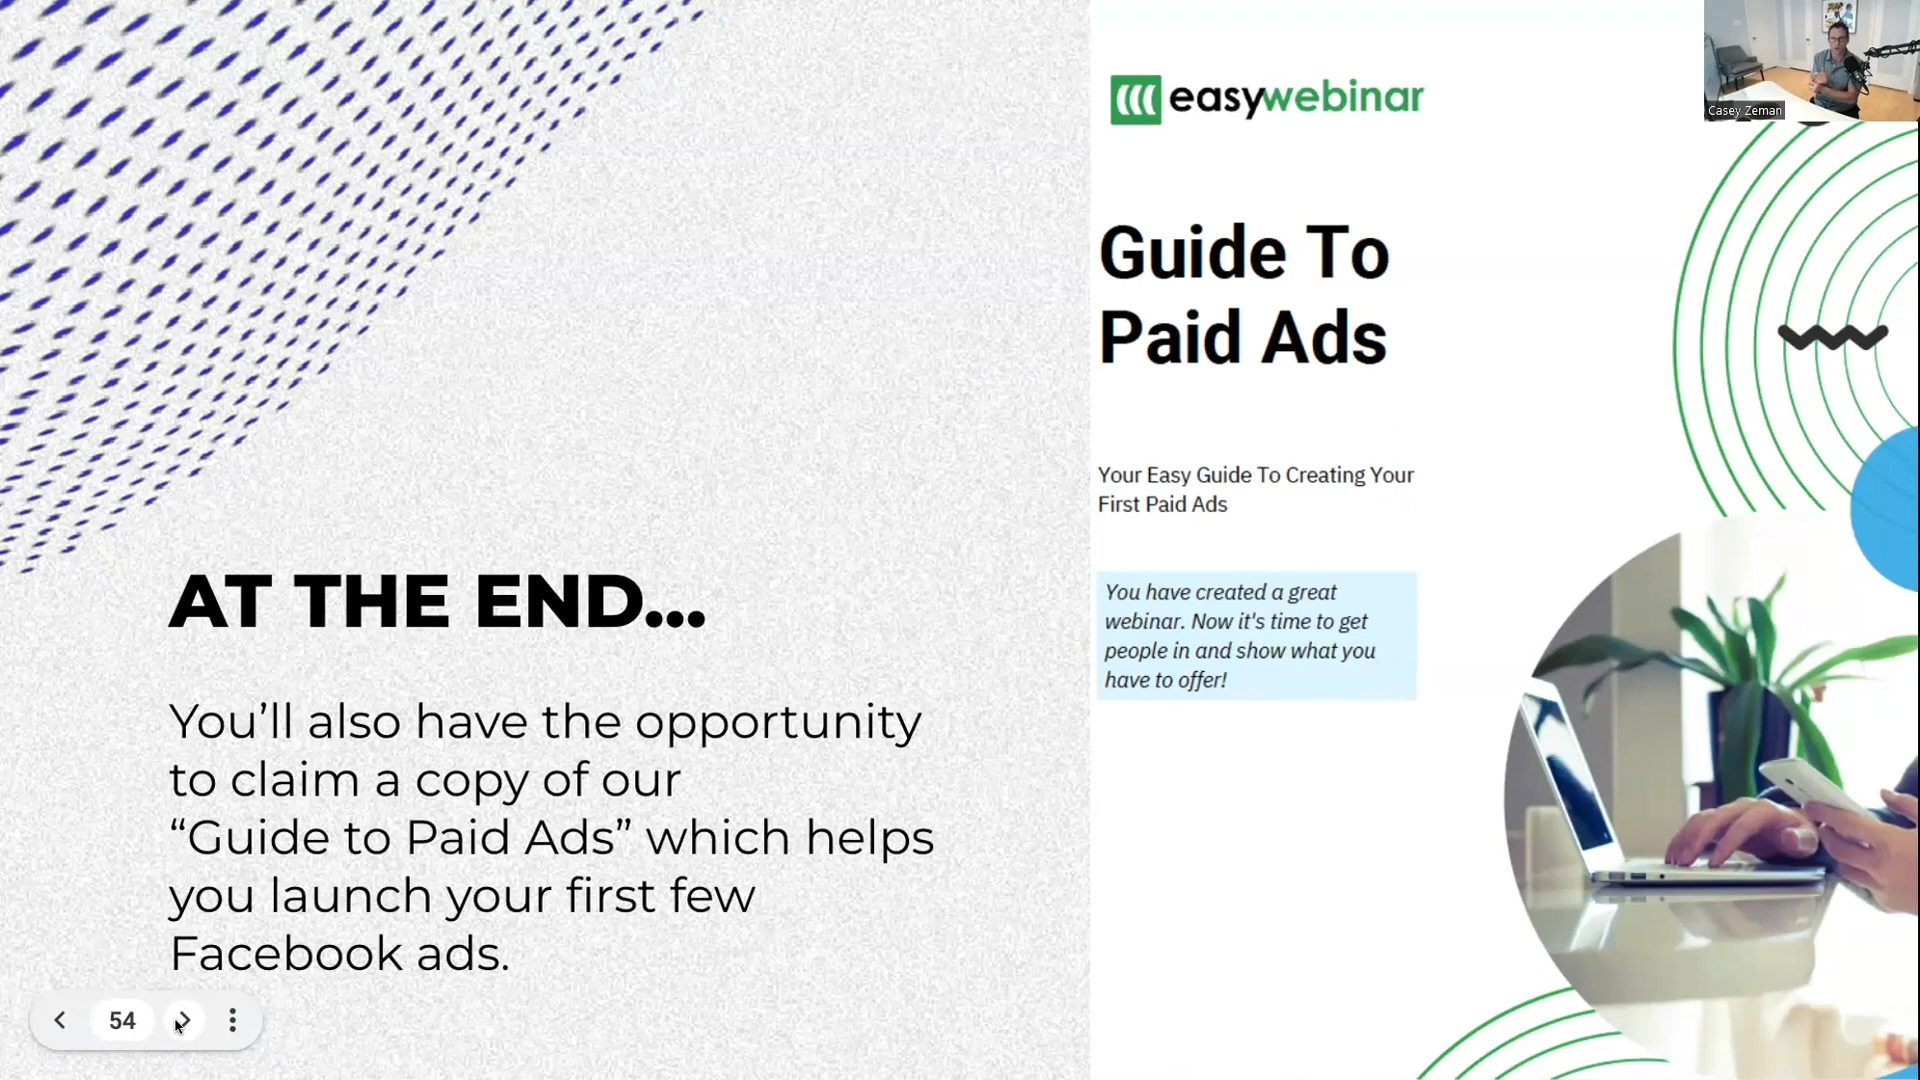 AT THE END...
You’ll also have the opportunity
to claim a copy of our
“Guide to Paid Ads” which helps
you launch your first few
Facebook ads.
54
easywebinar
Guide To
Paid Ads
Your Easy Guide To Creating Your
First Paid Ads
You have created a great
webinar. Now it's time to get
people in and show what you
have to offer!
Casey Zeman